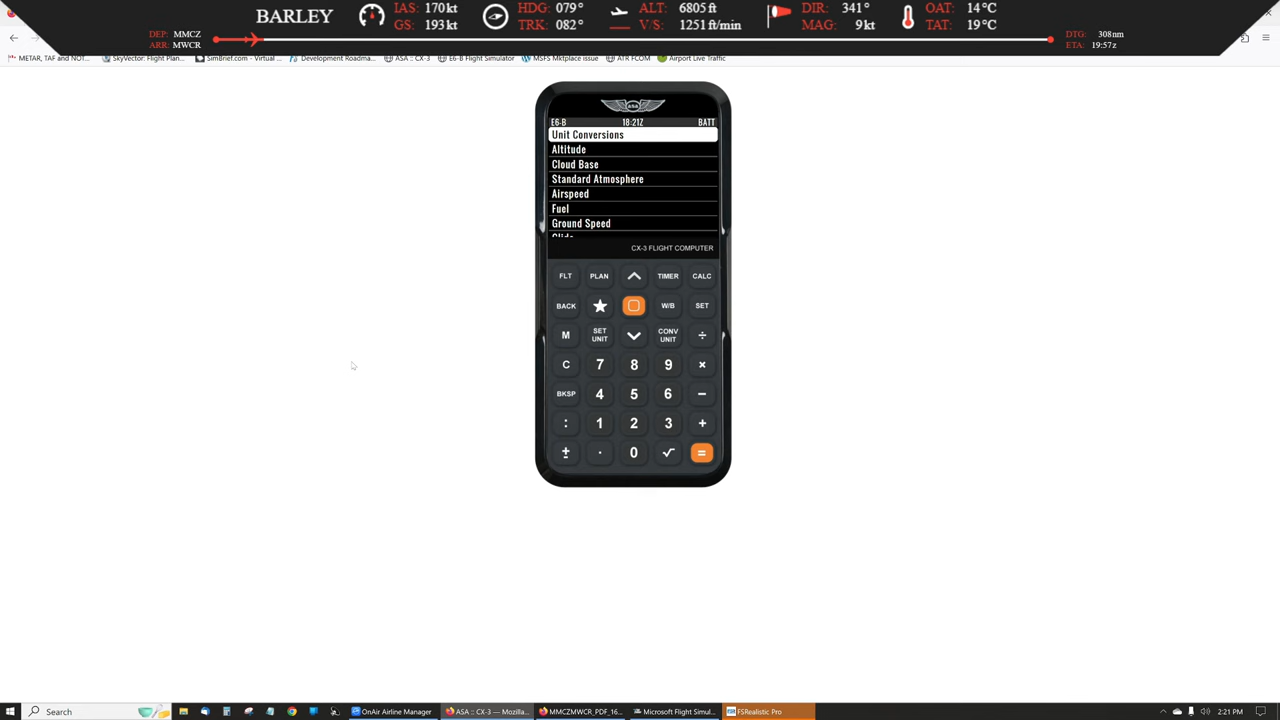 BARLEY
IAS: 170kt
GS: 193kt
HDG: 079°
TRK: 082°
ALT: 6805ft
V/S: 1251ft/min
DIR: 341°
MAG: 9kt
OAT: 14°C
TAT: 19°C
DEP: MMCZ
ARR: MWCR
DTG: 308nm
ETA: 19:57z
METAR, TAF and NOT...
SkyVector: Flight Plan...
SimBrief.com - Virtual ...
Development Roadma...
ASA :: CX-3
E6-B Flight Simulator
MSFS Mktplace issue
ATR FCOM
Airport Live Traffic
ASA
E6-B 18:21Z BATT
Unit Conversions
Altitude
Cloud Base
Standard Atmosphere
Airspeed
Fuel
Ground Speed
Glide
CX-3 FLIGHT COMPUTER
FLT PLAN TIMER CALC
BACK W/B SET
M SET UNIT CONV UNIT ÷
C 7 8 9 ×
BKSP 4 5 6 −
: 1 2 3 +
± . 0 √ =
Search
OnAir Airline Manager
ASA :: CX-3 — Mozilla...
MMCZMWCR_PDF_16...
Microsoft Flight Simul...
FSRealistic Pro
2:21 PM